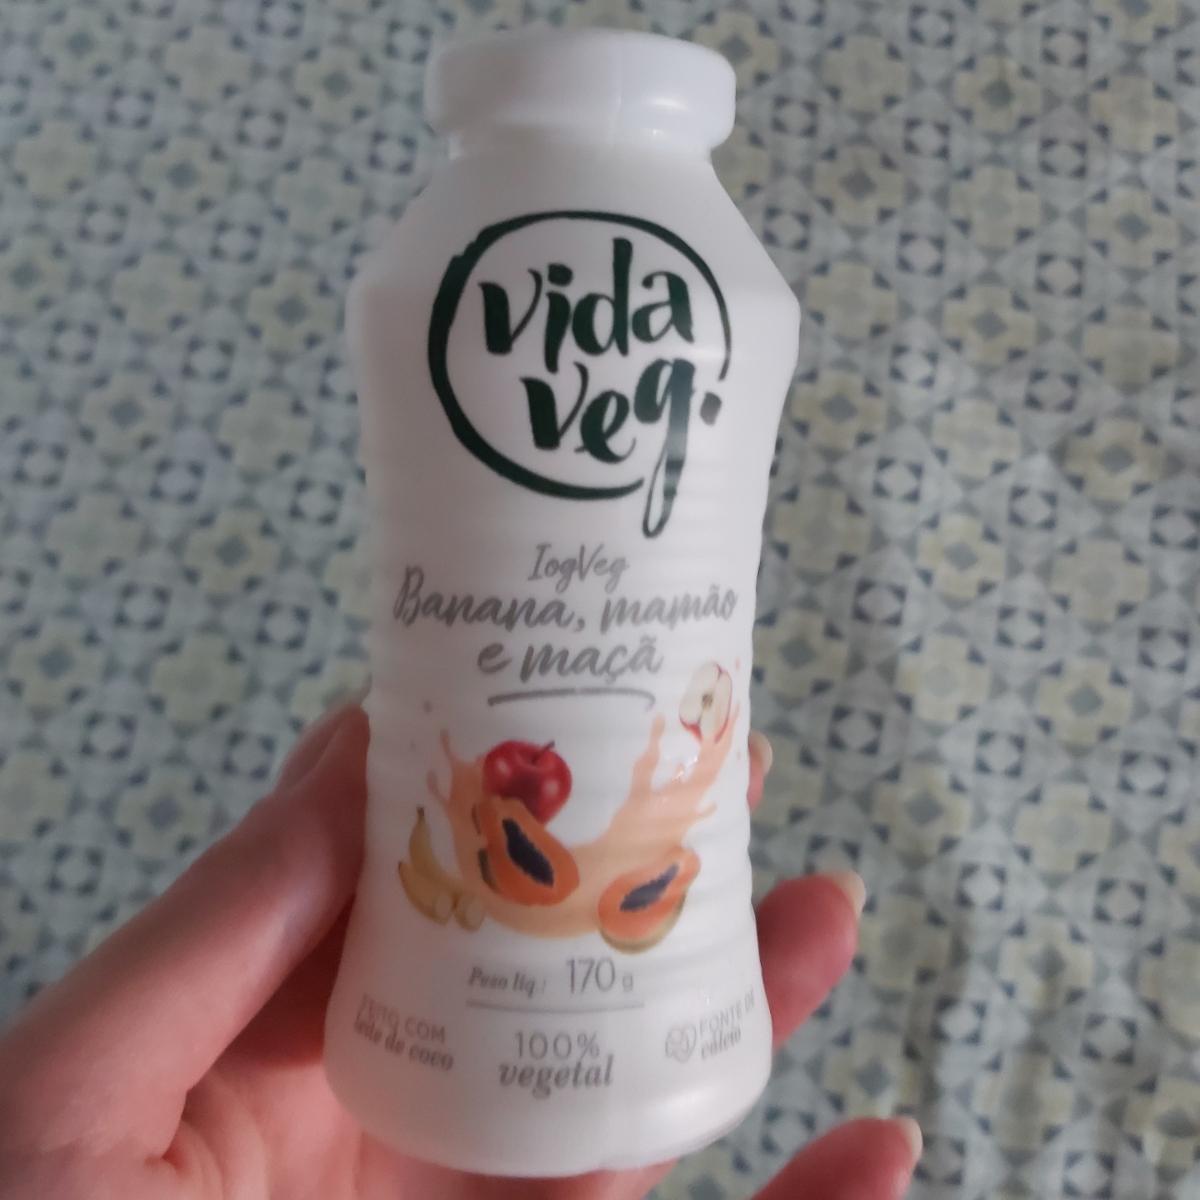 vida
veg.
IogVeg
Banana, mamão
e maçã
Peso líq.: 170 g
FEITO COM
leite de coco
100%
vegetal
FONTE DE
cálcio